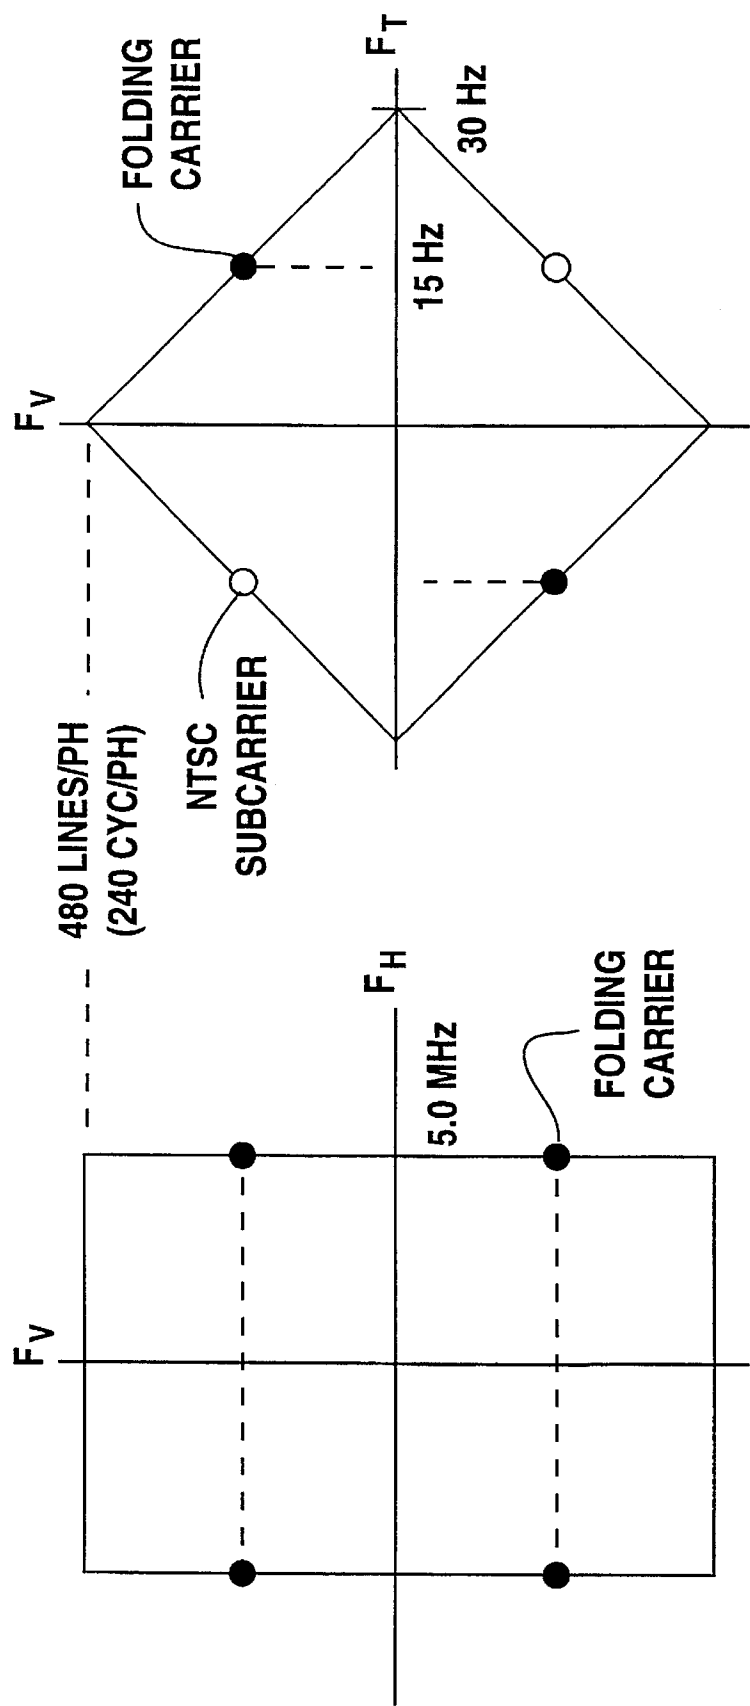 F_V
F_H
5.0 MHz
FOLDING
CARRIER
480 LINES/PH
(240 CYC/PH)
F_V
NTSC
SUBCARRIER
FOLDING
CARRIER
F_T
15 Hz
30 Hz